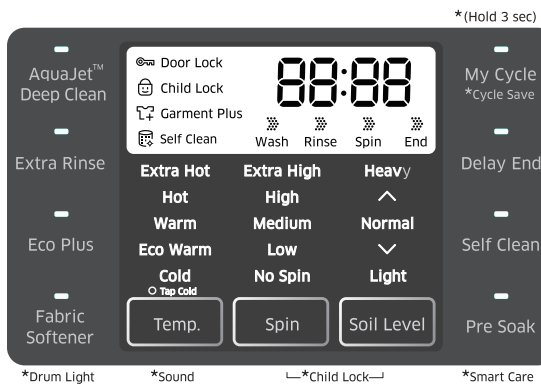 *(Hold 3 sec)
AquaJet™
Deep Clean
Extra Rinse
Eco Plus
Fabric
Softener
Door Lock
Child Lock
Garment Plus
Self Clean
88:88
Wash Rinse Spin End
Extra Hot Extra High Heavy
Hot High
Warm Medium Normal
Eco Warm Low
Cold No Spin Light
Tap Cold
Temp. Spin Soil Level
My Cycle
*Cycle Save
Delay End
Self Clean
Pre Soak
*Drum Light *Sound *Child Lock *Smart Care